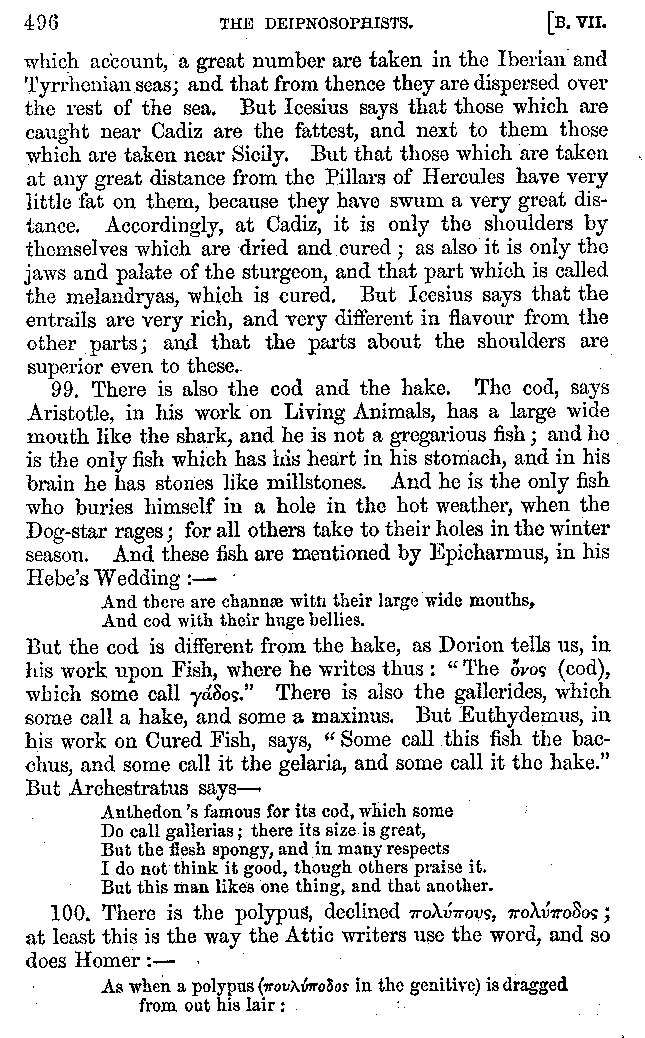 496 THE DEIPNOSOPHISTS. [B. VII.
which account, a great number are taken in the Iberian and
Tyrrhenian seas; and that from thence they are dispersed over
the rest of the sea. But Icesius says that those which are
caught near Cadiz are the fattest, and next to them those
which are taken near Sicily. But that those which are taken
at any great distance from the Pillars of Hercules have very
little fat on them, because they have swum a very great dis-
tance. Accordingly, at Cadiz, it is only the shoulders by
themselves which are dried and cured; as also it is only the
jaws and palate of the sturgeon, and that part which is called
the melandryas, which is cured. But Icesius says that the
entrails are very rich, and very different in flavour from the
other parts; and that the parts about the shoulders are
superior even to these.
99. There is also the cod and the hake. The cod, says
Aristotle, in his work on Living Animals, has a large wide
mouth like the shark, and he is not a gregarious fish; and he
is the only fish which has his heart in his stomach, and in his
brain he has stones like millstones. And he is the only fish
who buries himself in a hole in the hot weather, when the
Dog-star rages; for all others take to their holes in the winter
season. And these fish are mentioned by Epicharmus, in his
Hebe's Wedding:—
And there are channæ with their large wide mouths,
And cod with their huge bellies.
But the cod is different from the hake, as Dorion tells us, in
his work upon Fish, where he writes thus: "The ὄνος (cod),
which some call γάδος." There is also the gallerides, which
some call a hake, and some a maxinus. But Euthydemus, in
his work on Cured Fish, says, "Some call this fish the bac-
chus, and some call it the gelaria, and some call it the hake."
But Archestratus says—
Anthedon's famous for its cod, which some
Do call gallerias; there its size is great,
But the flesh spongy, and in many respects
I do not think it good, though others praise it.
But this man likes one thing, and that another.
100. There is the polypus, declined πολύπους, πολύποδος;
at least this is the way the Attic writers use the word, and so
does Homer:—
As when a polypus (πουλύποδος in the genitive) is dragged
from out his lair: